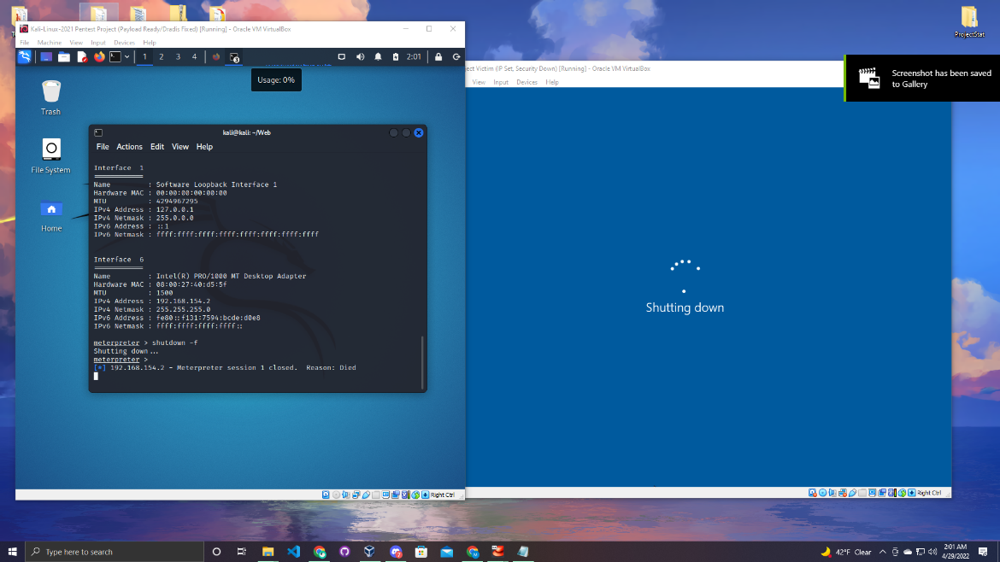 Kali-Linux-2021 Pentest Project (Payload Ready/Dradis Fixed) [Running] - Oracle VM VirtualBox
File Machine View Input Devices Help
1 2 3 4 2:01
Usage: 0%
Trash
File System
Home
kali@kali: ~/Web
File Actions Edit View Help
Interface 1
============
Name : Software Loopback Interface 1
Hardware MAC : 00:00:00:00:00:00
MTU : 4294967295
IPv4 Address : 127.0.0.1
IPv4 Netmask : 255.0.0.0
IPv6 Address : ::1
IPv6 Netmask : ffff:ffff:ffff:ffff:ffff:ffff:ffff:ffff
Interface 6
============
Name : Intel(R) PRO/1000 MT Desktop Adapter
Hardware MAC : 08:00:27:40:d5:5f
MTU : 1500
IPv4 Address : 192.168.154.2
IPv4 Netmask : 255.255.255.0
IPv6 Address : fe80::f131:7594:bcde:d0e8
IPv6 Netmask : ffff:ffff:ffff:ffff::
meterpreter > shutdown -f
Shutting down...
meterpreter >
[*] 192.168.154.2 - Meterpreter session 1 closed. Reason: Died
Right Ctrl
ect Victim (IP Set, Security Down) [Running] - Oracle VM VirtualBox
View Input Devices Help
Shutting down
Right Ctrl
ProjectStat
Screenshot has been saved
to Gallery
Type here to search
42°F Clear
2:01 AM
4/29/2022